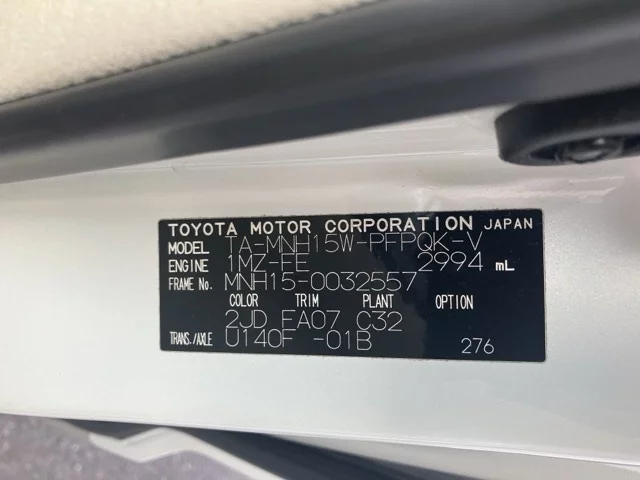 TOYOTA MOTOR CORPORATION JAPAN
MODEL TA-MNH15W-PFPQK-V
ENGINE 1MZ-FE 2994 mL
FRAME No. MNH15-0032557
COLOR TRIM PLANT OPTION
2JD FA07 C32
TRANS./AXLE U140F -01B 276